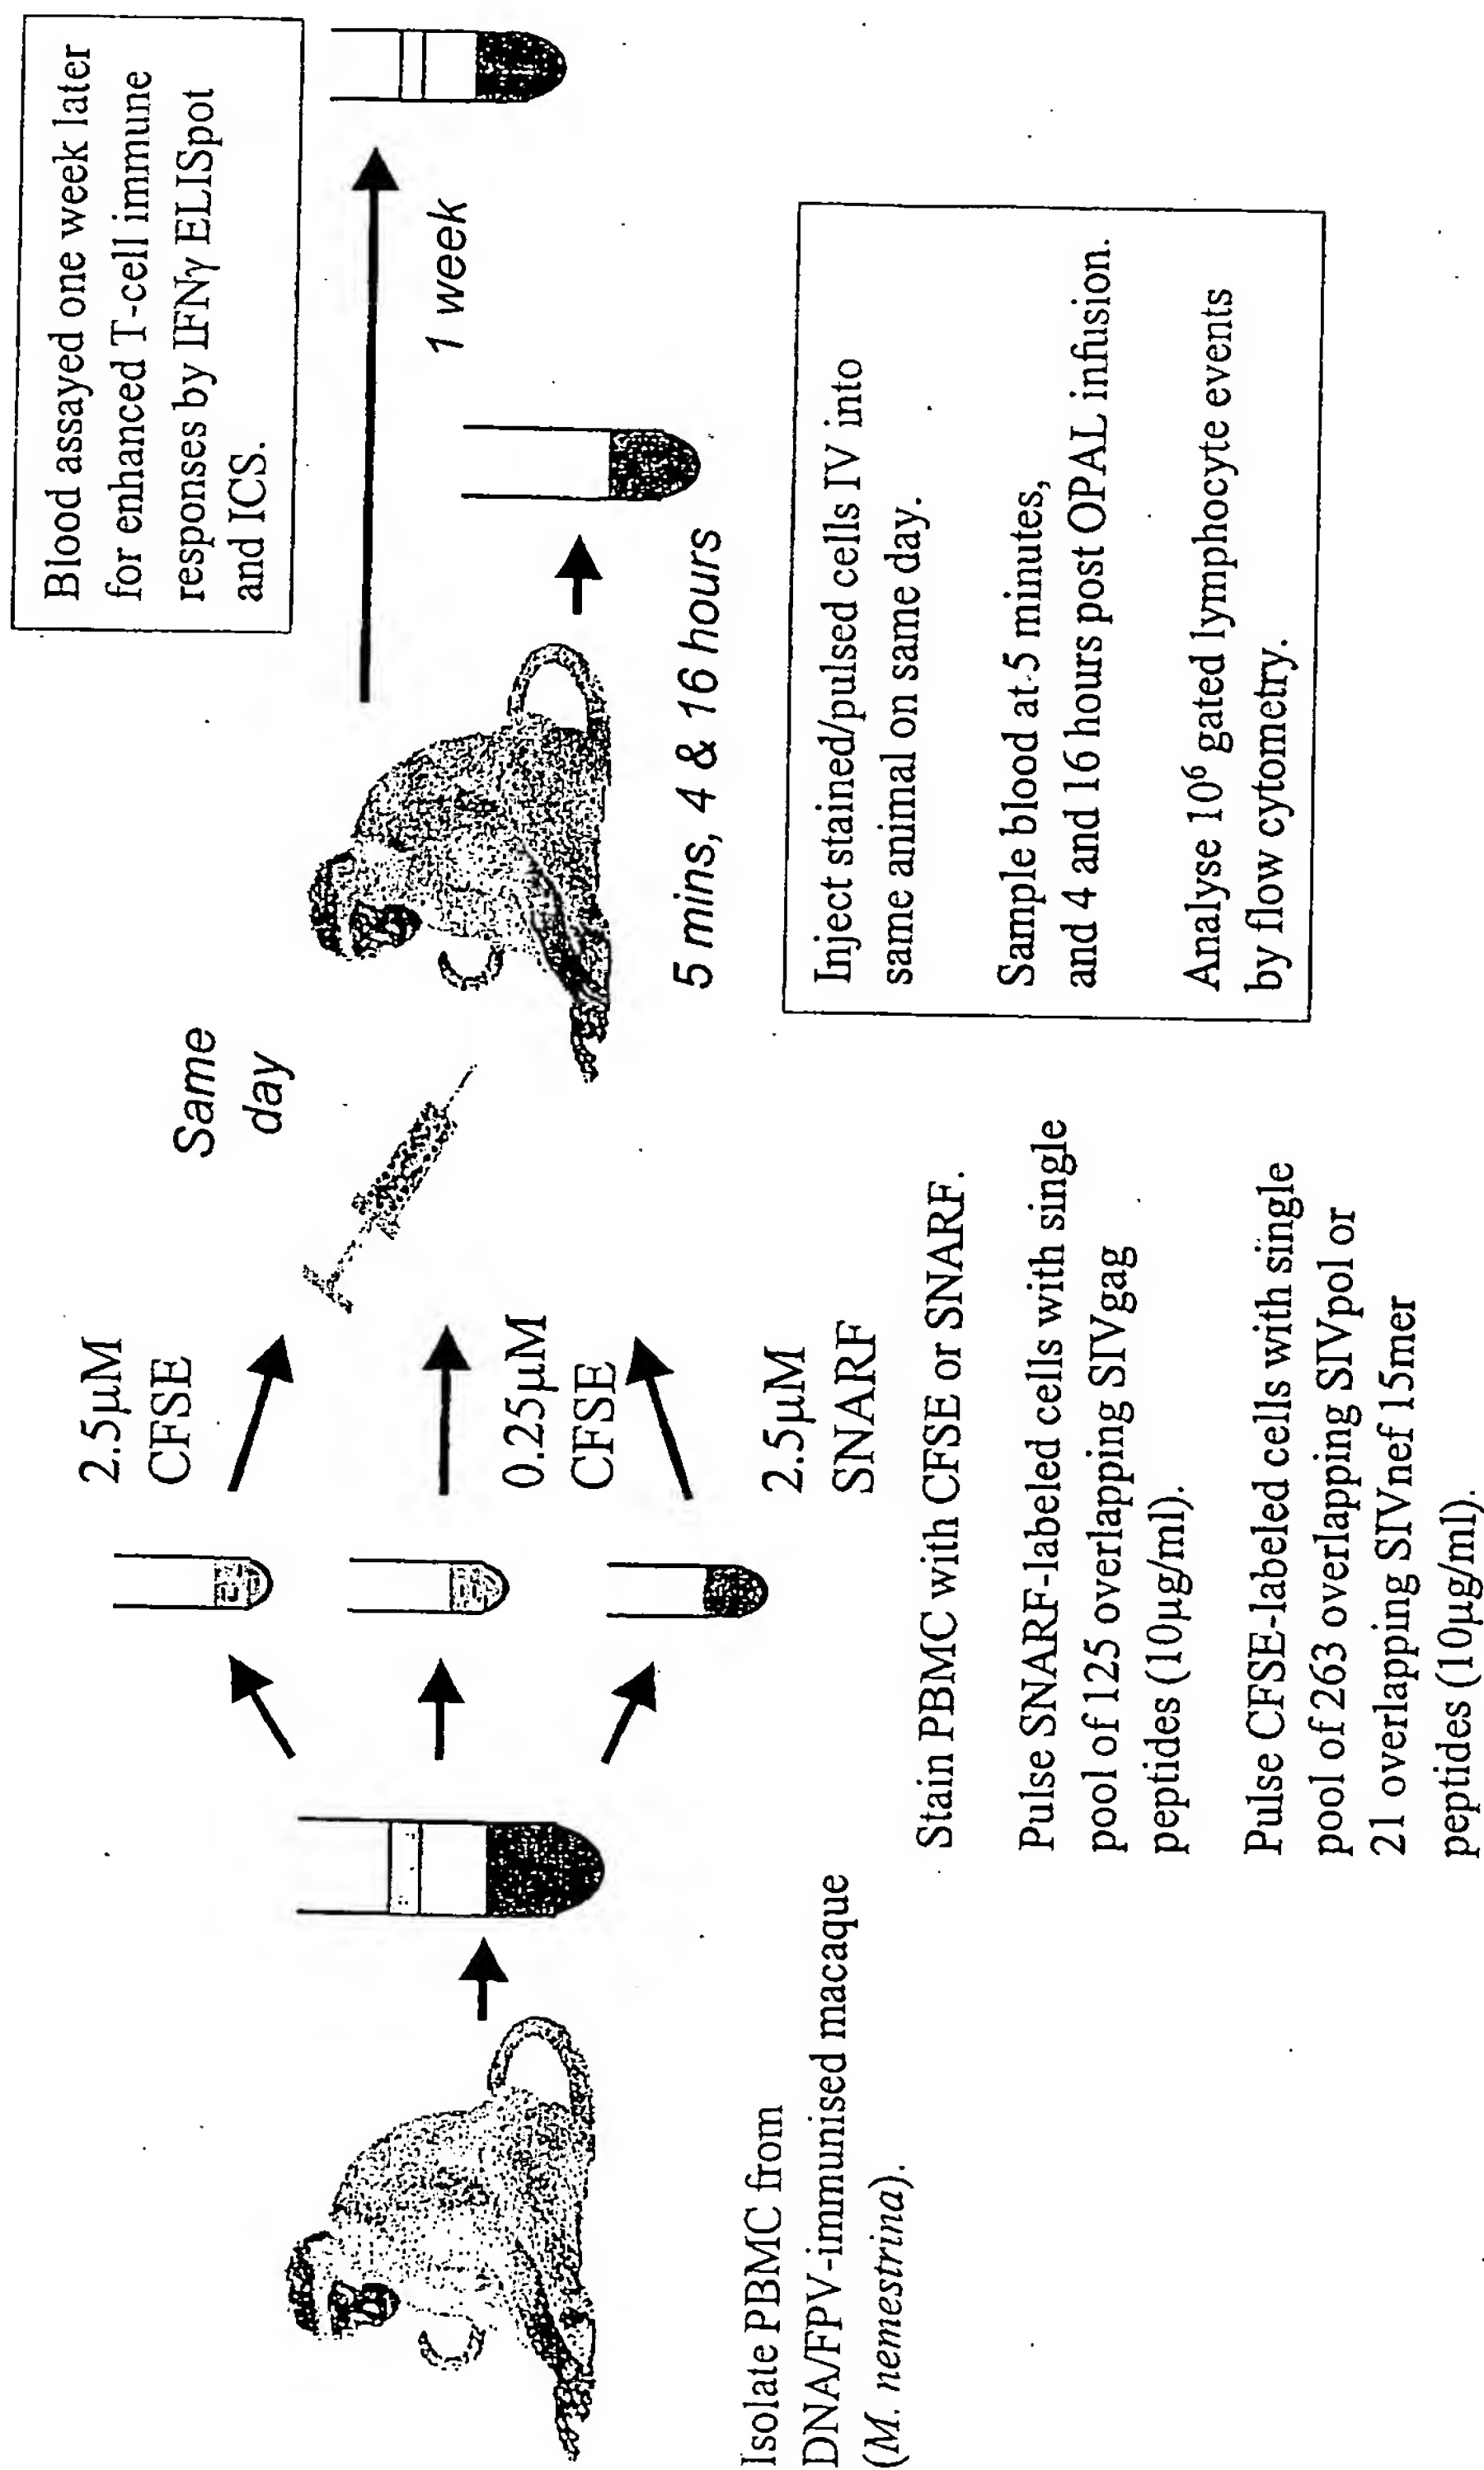 Isolate PBMC from
DNA/FPV-immunised macaque
(M. nemestrina).
2.5µM
CFSE
0.25µM
CFSE
2.5µM
SNARF
Stain PBMC with CFSE or SNARF.
Pulse SNARF-labeled cells with single
pool of 125 overlapping SIVgag
peptides (10µg/ml).
Pulse CFSE-labeled cells with single
pool of 263 overlapping SIVpol or
21 overlapping SIVnef 15mer
peptides (10µg/ml).
Same
day
5 mins, 4 & 16 hours
Inject stained/pulsed cells IV into
same animal on same day.
Sample blood at 5 minutes,
and 4 and 16 hours post OPAL infusion.
Analyse 10⁶ gated lymphocyte events
by flow cytometry.
1 week
Blood assayed one week later
for enhanced T-cell immune
responses by IFNγ ELISpot
and ICS.